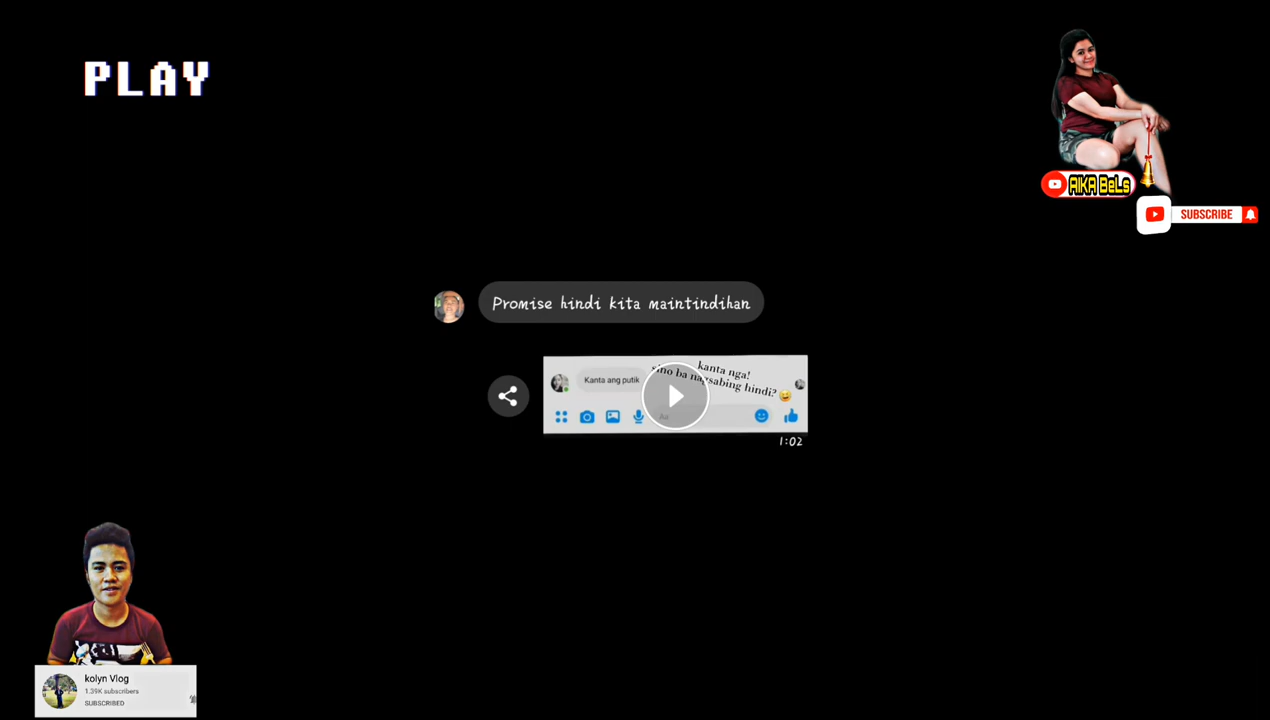 PLAY
AIKA BeLs
SUBSCRIBE
Promise hindi kita maintindihan
kanta nga!
sino ba nagsabing hindi?
Kanta ang putik
Aa
1:02
kolyn Vlog
1.39K subscribers
SUBSCRIBED